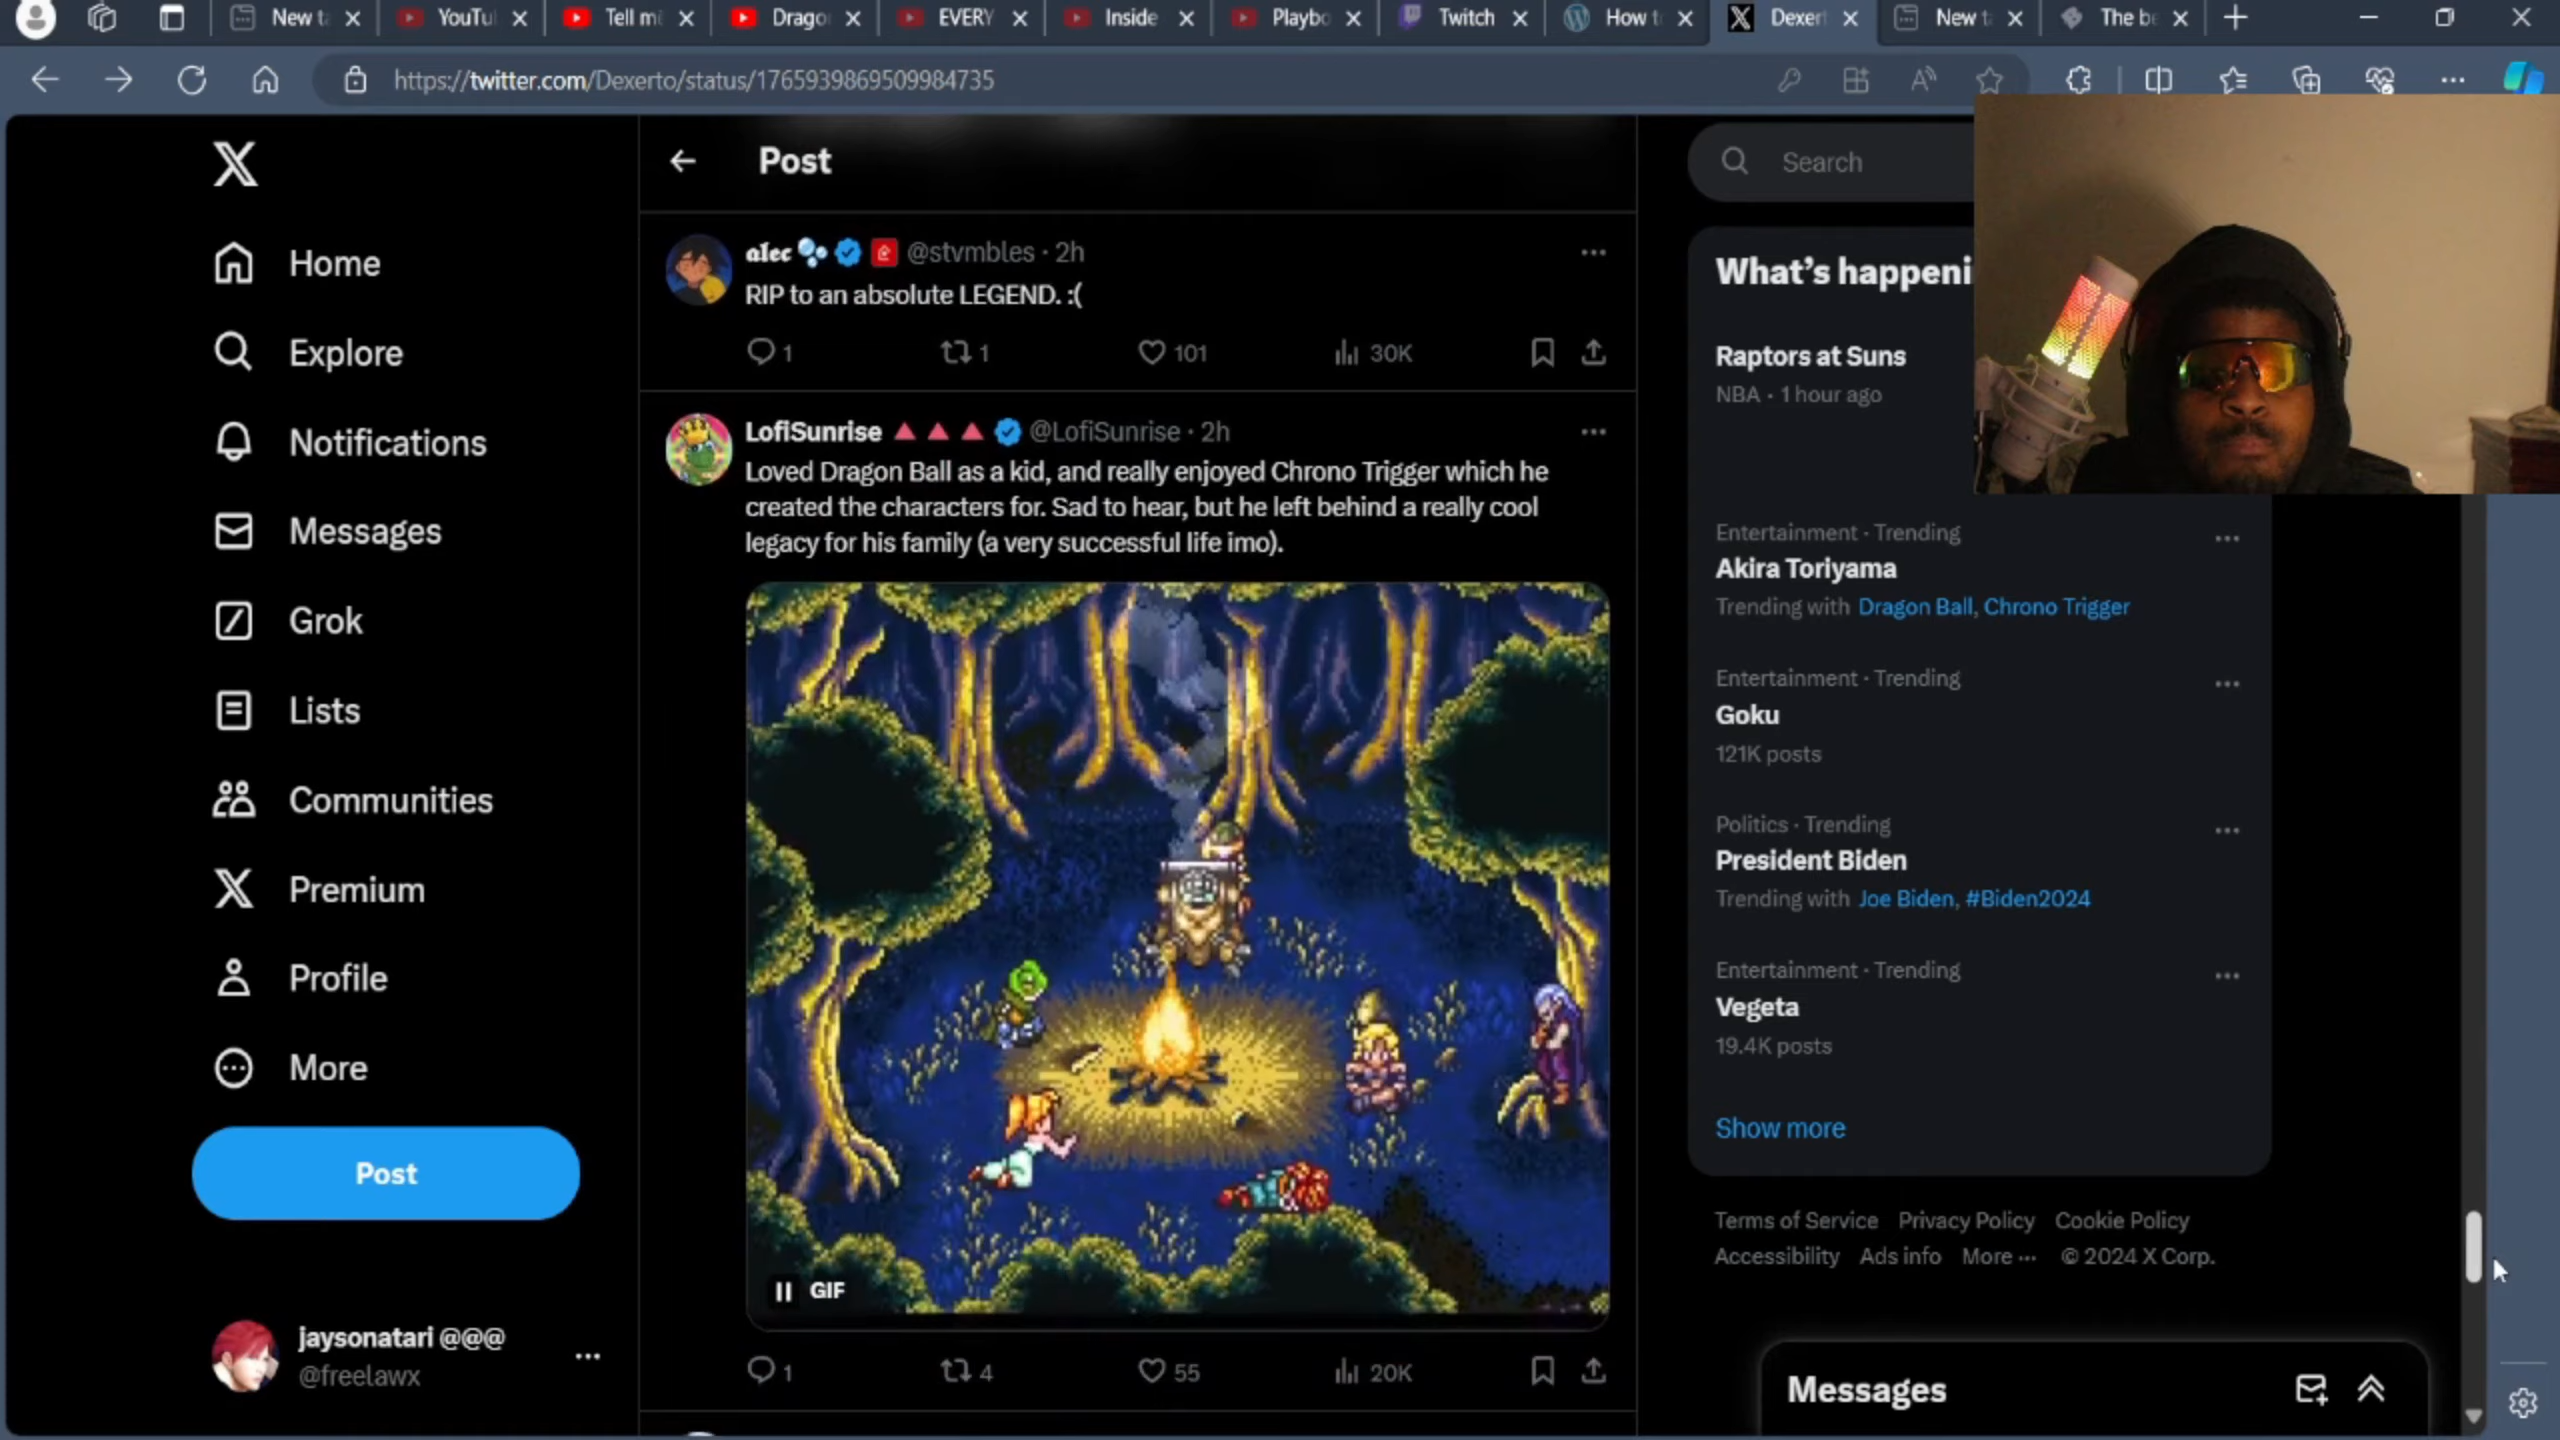 New ta
YouTu
Tell m
Drago
EVERY
Inside
Playbo
Twitch
How t
Dexert
New ta
The be
https://twitter.com/Dexerto/status/1765939869509984735
Home
Explore
Notifications
Messages
Grok
Lists
Communities
Premium
Profile
More
Post
jaysonatari @@@
@freelawx
Post
alec @stvmbles · 2h
RIP to an absolute LEGEND. :(
1 1 101 30K
LofiSunrise @LofiSunrise · 2h
Loved Dragon Ball as a kid, and really enjoyed Chrono Trigger which he
created the characters for. Sad to hear, but he left behind a really cool
legacy for his family (a very successful life imo).
GIF
1 4 55 20K
Search
What's happeni
Raptors at Suns
NBA · 1 hour ago
Entertainment · Trending
Akira Toriyama
Trending with Dragon Ball, Chrono Trigger
Entertainment · Trending
Goku
121K posts
Politics · Trending
President Biden
Trending with Joe Biden, #Biden2024
Entertainment · Trending
Vegeta
19.4K posts
Show more
Terms of Service Privacy Policy Cookie Policy
Accessibility Ads info More ··· © 2024 X Corp.
Messages